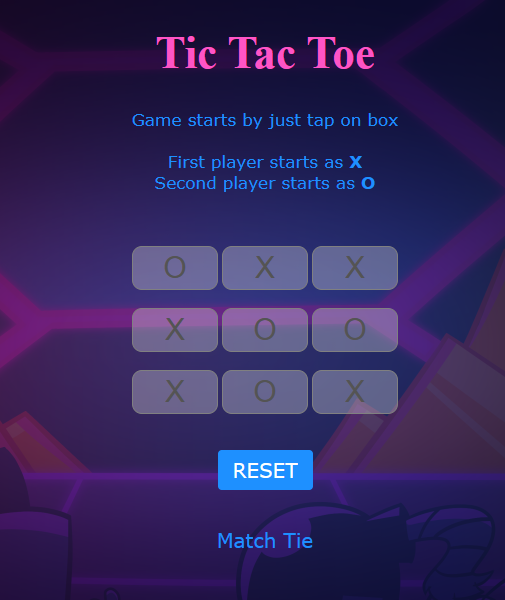 Tic Tac Toe
Game starts by just tap on box
First player starts as X
Second player starts as O
O X X
X O O
X O X
RESET
Match Tie